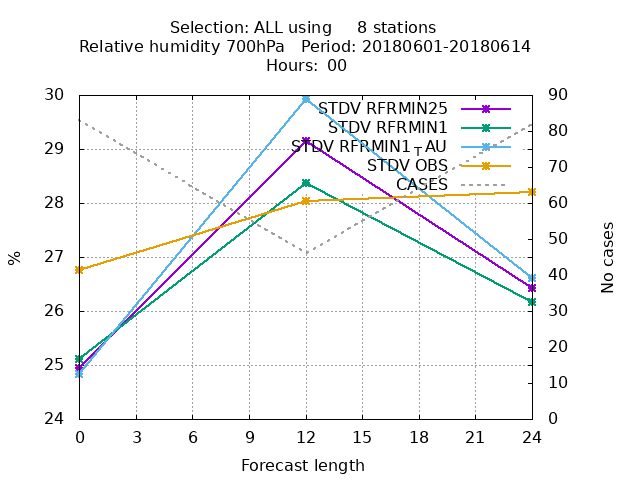 Selection: ALL using     8 stations
Relative humidity 700hPa   Period: 20180601-20180614
Hours: 00
30
29
28
27
26
25
24
%
90
80
70
60
50
40
30
20
10
0
No cases
STDV RFRMIN25
STDV RFRMIN1
STDV RFRMIN1_TAU
STDV OBS
CASES
0 3 6 9 12 15 18 21 24
Forecast length